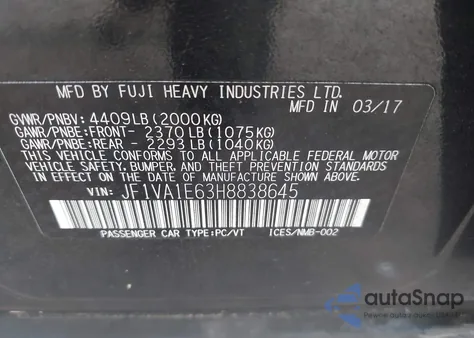 MFD BY FUJI HEAVY INDUSTRIES LTD.
MFD IN 03/17
GVWR/PNBV: 4409LB(2000KG)
GAWR/PNBE:FRONT- 2370LB(1075KG)
GAWR/PNBE:REAR - 2293LB(1040KG)
THIS VEHICLE CONFORMS TO ALL APPLICABLE FEDERAL MOTOR
VEHICLE SAFETY, BUMPER, AND THEFT PREVENTION STANDARDS
IN EFFECT ON THE DATE OF MANUFACTURE SHOWN ABOVE.
VIN: JF1VA1E63H8838645
PASSENGER CAR TYPE:PC/VT ICES/NMB-002
autoSnap
Pewne auto z